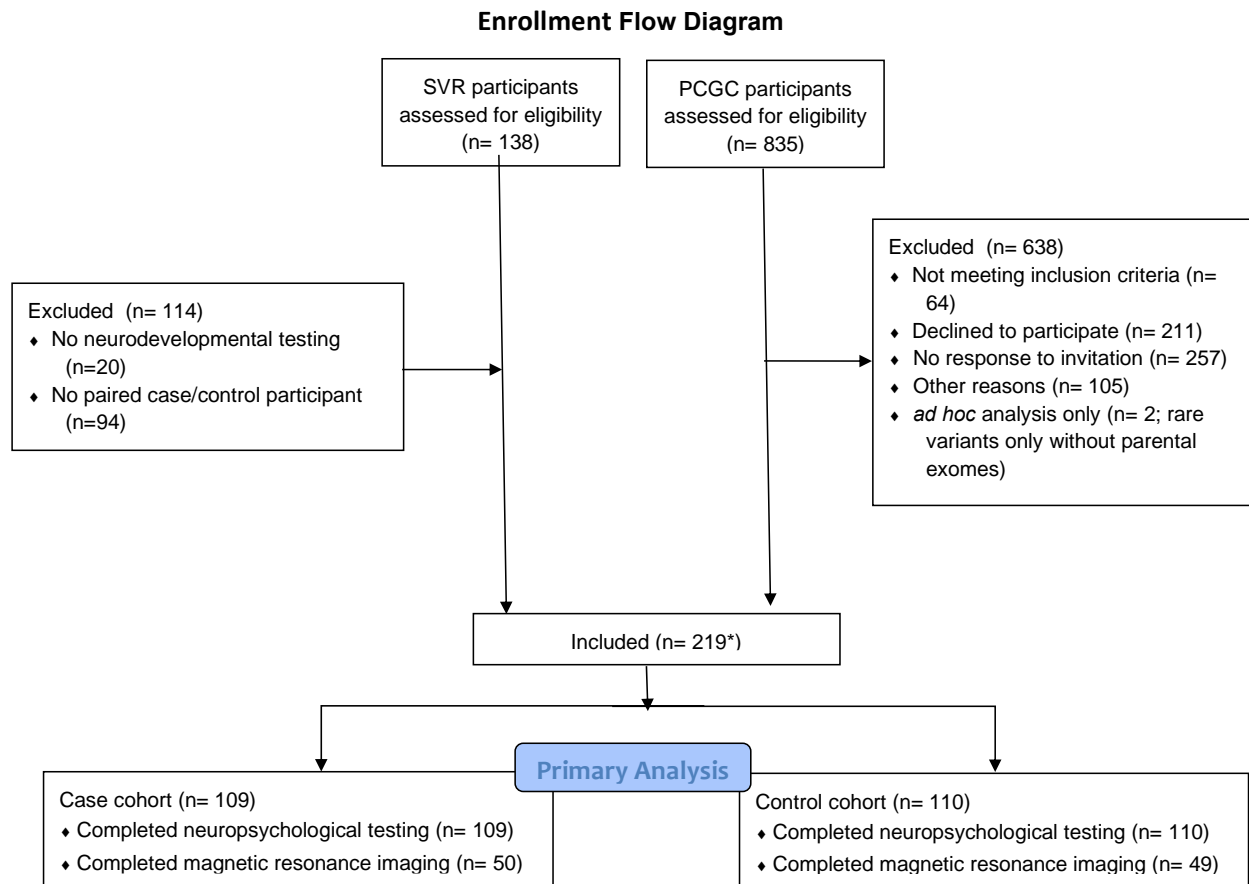 Enrollment Flow Diagram
SVR participants
assessed for eligibility
(n= 138)
PCGC participants
assessed for eligibility
(n= 835)
Excluded (n= 114)
♦ No neurodevelopmental testing
(n=20)
♦ No paired case/control participant
(n=94)
Excluded (n= 638)
♦ Not meeting inclusion criteria (n=
64)
♦ Declined to participate (n= 211)
♦ No response to invitation (n= 257)
♦ Other reasons (n= 105)
♦ ad hoc analysis only (n= 2; rare
variants only without parental
exomes)
Included (n= 219*)
Primary Analysis
Case cohort (n= 109)
♦ Completed neuropsychological testing (n= 109)
♦ Completed magnetic resonance imaging (n= 50)
Control cohort (n= 110)
♦ Completed neuropsychological testing (n= 110)
♦ Completed magnetic resonance imaging (n= 49)